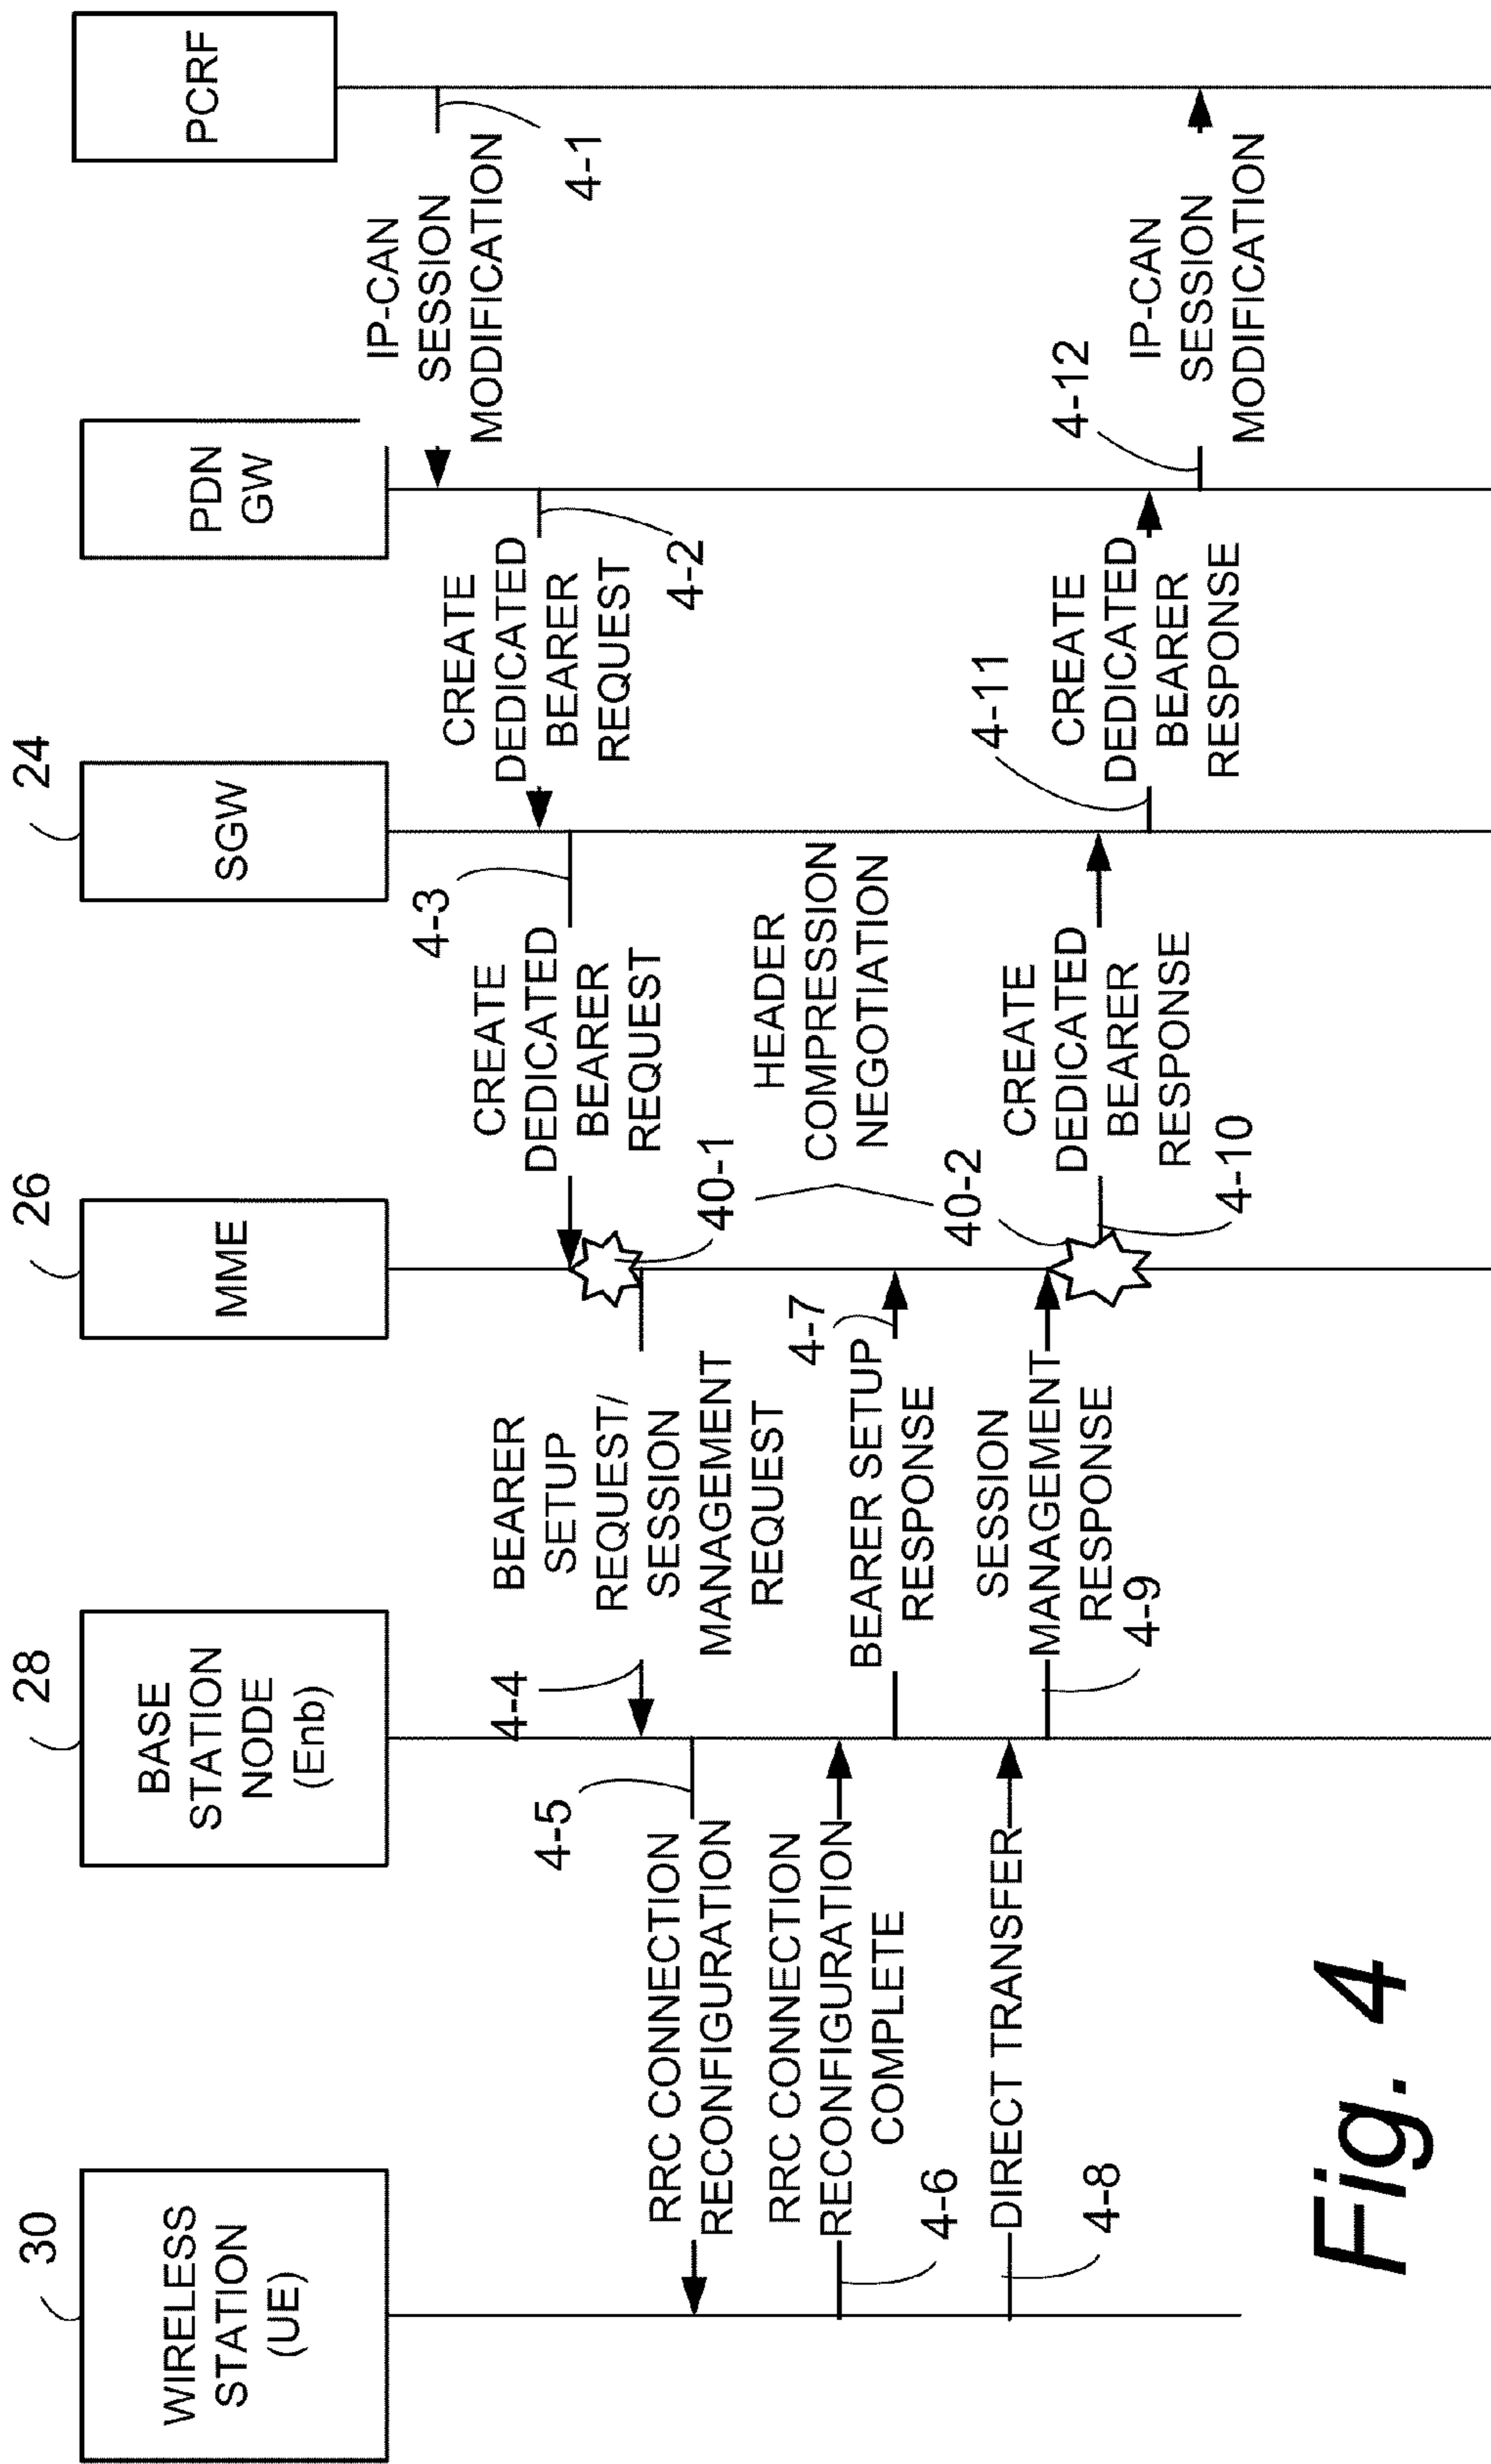 30
WIRELESS
STATION
(UE)
28
BASE
STATION
NODE
(Enb)
26
MME
24
SGW
PDN
GW
PCRF
IP-CAN
SESSION
MODIFICATION
4-1
CREATE
DEDICATED
BEARER
REQUEST
4-2
4-3
CREATE
DEDICATED
BEARER
REQUEST
40-1
HEADER
COMPRESSION
NEGOTIATION
40-2
4-4
BEARER
SETUP
REQUEST/
SESSION
MANAGEMENT
REQUEST
4-5
RRC CONNECTION
RECONFIGURATION
RRC CONNECTION
RECONFIGURATION
COMPLETE
4-6
4-7
BEARER SETUP
RESPONSE
DIRECT TRANSFER
4-8
SESSION
MANAGEMENT
RESPONSE
4-9
CREATE
DEDICATED
BEARER
RESPONSE
4-10
4-11
CREATE
DEDICATED
BEARER
RESPONSE
4-12
IP-CAN
SESSION
MODIFICATION
Fig. 4